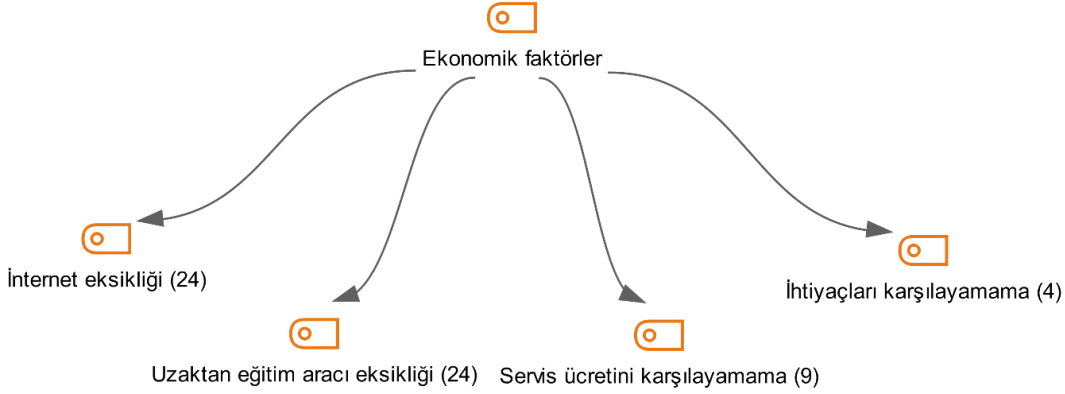 Ekonomik faktörler
İnternet eksikliği (24)
İhtiyaçları karşılayamama (4)
Uzaktan eğitim aracı eksikliği (24)
Servis ücretini karşılayamama (9)